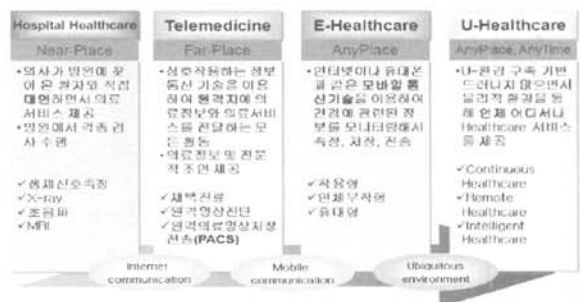 Hospital Healthcare
Near-Place
•의사가 병원에 찾
아 온 환자와 직접
대면하면서 의료
서비스 제공
•병원에서 각종 검
사 수행
✓생체신호측정
✓X-ray
✓초음파
✓MRI
Telemedicine
Far-Place
•상호작용하는 정보
통신 기술을 이용
하여 원격지에 의
료정보와 의료서비
스를 전달하는 모
든 활동
•의료정보 및 전문
적 조언 제공
✓재택진료
✓원격영상진단
✓원격의료영상저장
전송(PACS)
E-Healthcare
AnyPlace
•인터넷이나 휴대폰
과 같은 모바일 통
신기술을 이용하여
건강에 관련된 정
보를 모니터링해서
측정, 저장, 전송
✓착용형
✓인체부착형
✓휴대형
U-Healthcare
AnyPlace, AnyTime
•U-환경 구축 기반
드러나지 않으면서
물리적 환경을 통
해 언제 어디서나
Healthcare 서비스
를 제공
✓Continuous
Healthcare
✓Remote
Healthcare
✓Intelligent
Healthcare
Internet
communication
Mobile
communication
Ubiquitous
environment